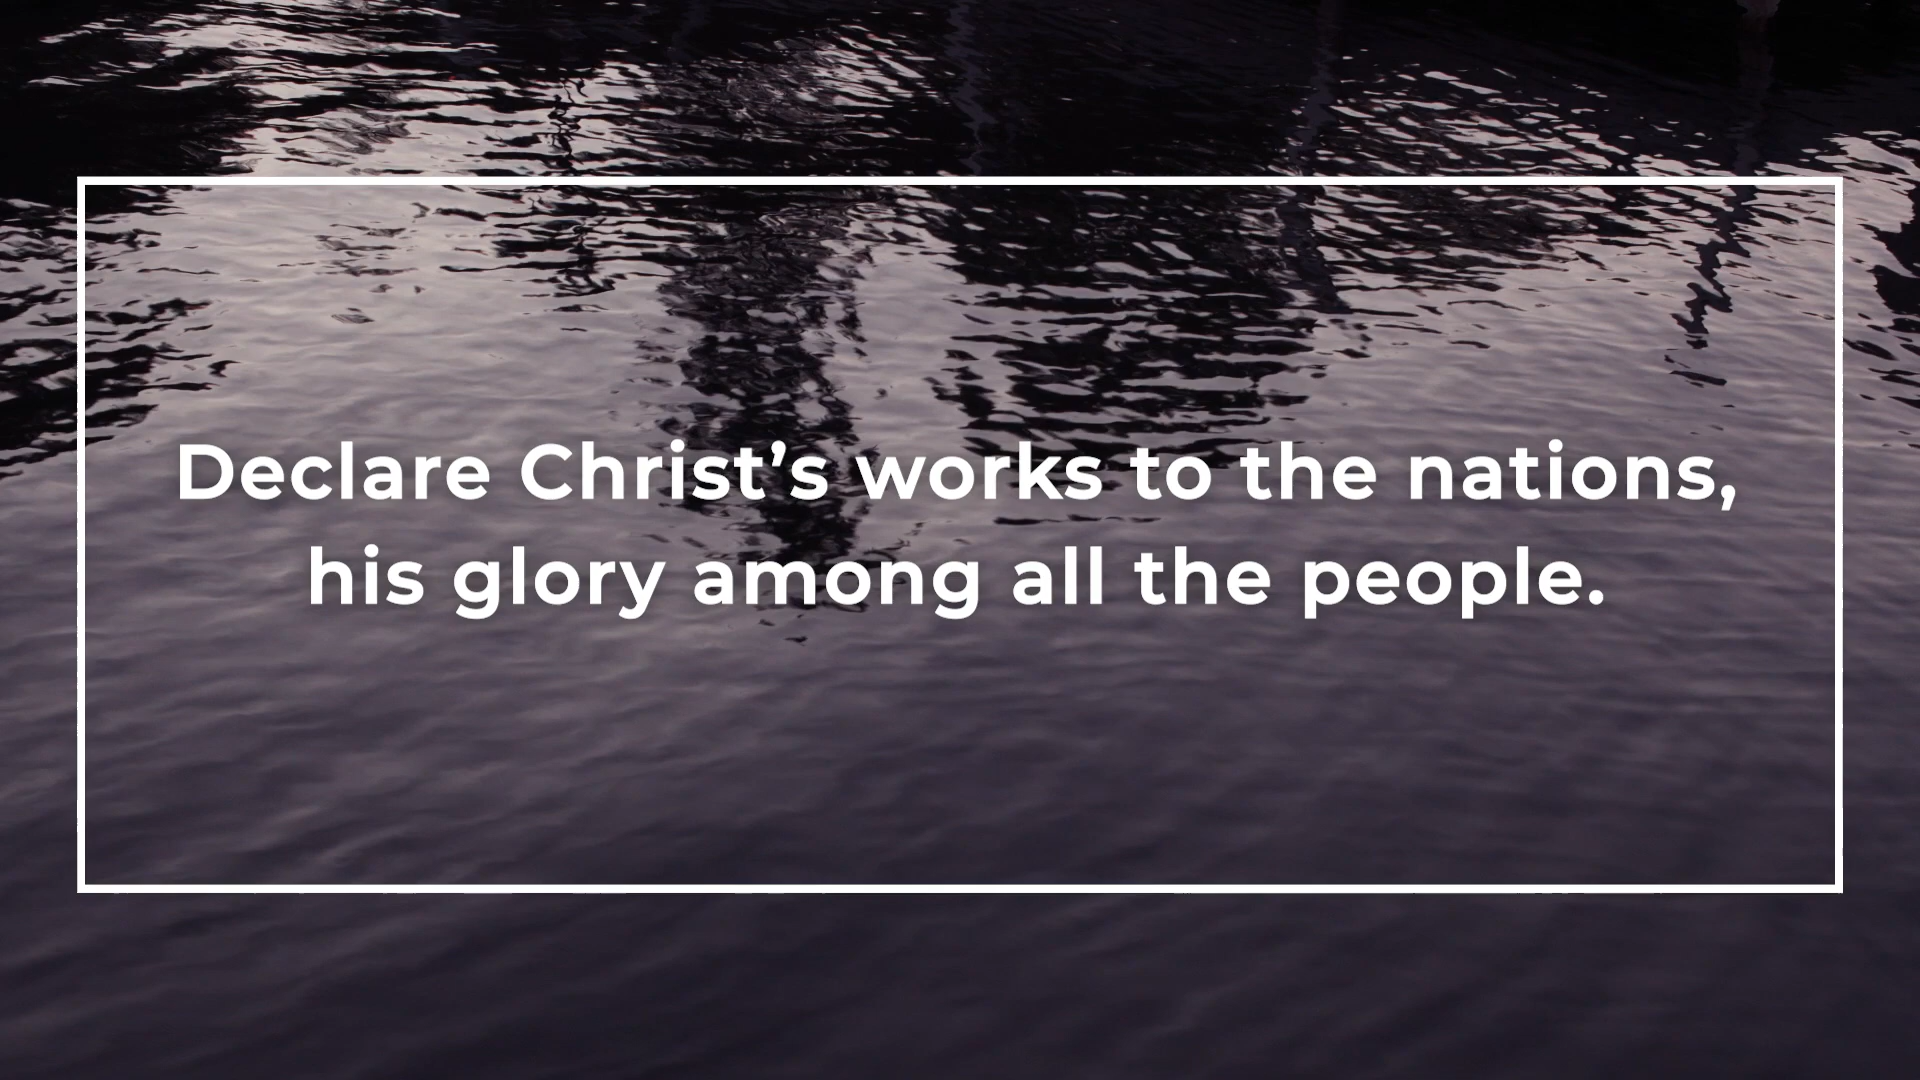 Declare Christ’s works to the nations,
his glory among all the people.